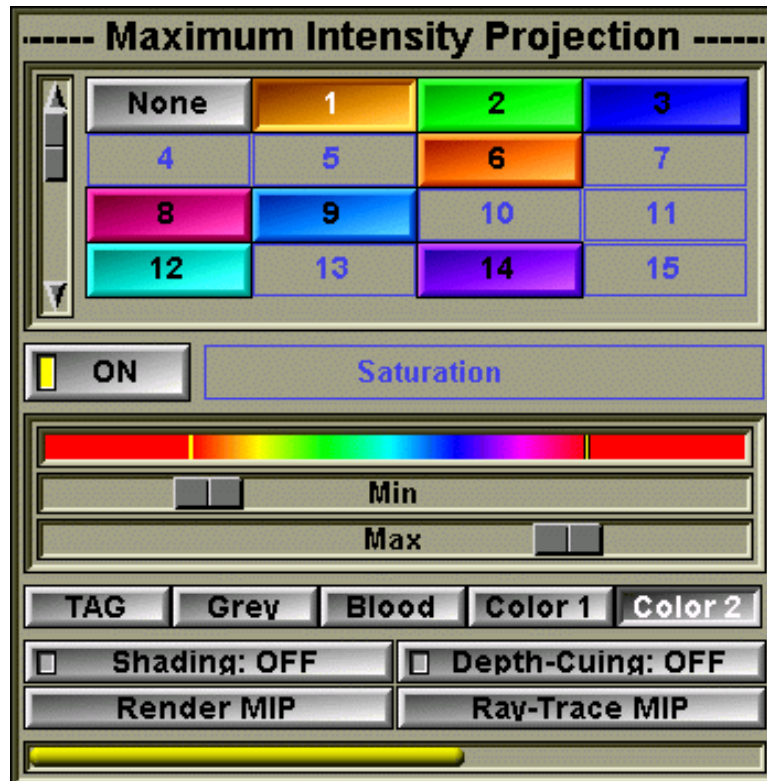 ------ Maximum Intensity Projection ------
None 1 2 3
4 5 6 7
8 9 10 11
12 13 14 15
ON Saturation
Min
Max
TAG Grey Blood Color 1 Color 2
Shading: OFF Depth-Cuing: OFF
Render MIP Ray-Trace MIP